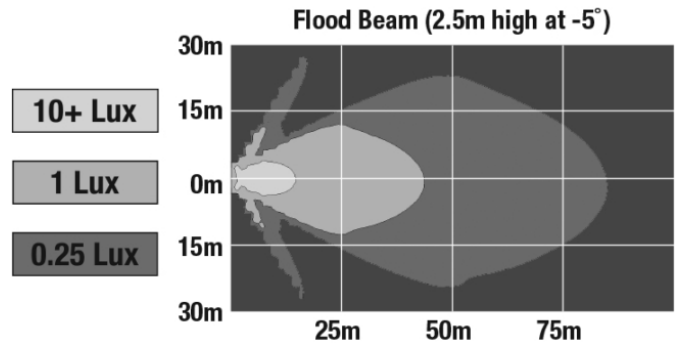 Flood Beam (2.5m high at -5°)
30m
15m
0m
15m
30m
25m
50m
75m
10+ Lux
1 Lux
0.25 Lux